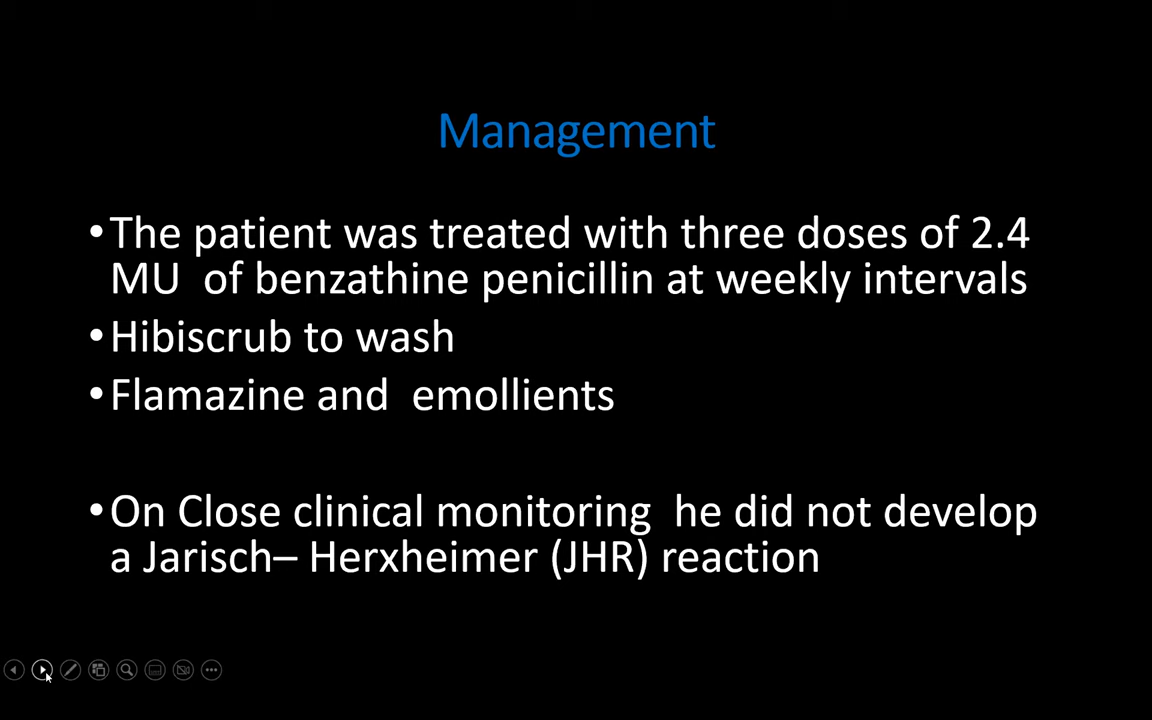 Management
•The patient was treated with three doses of 2.4
MU  of benzathine penicillin at weekly intervals
•Hibiscrub to wash
•Flamazine and  emollients
•On Close clinical monitoring  he did not develop
a Jarisch– Herxheimer (JHR) reaction